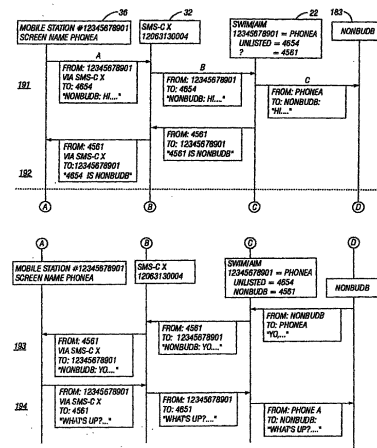 36
32
22
183
MOBILE STATION #12345678901
SCREEN NAME PHONEA
SMS-C X
12063130004
SWIM/AIM
12345678901 = PHONEA
UNLISTED = 4654
? = 4561
NONBUDB
191
A
FROM: 12345678901
VIA SMS-C X
TO: 4654
"NONBUDB: HI...."
B
FROM: 12345678901
TO: 4654
"NONBUDB: HI...."
C
FROM: PHONEA
TO: NONBUDB:
"HI...."
192
FROM: 4561
VIA SMS-C X
TO:12345678901
"4654 IS NONBUDB"
FROM: 4561
TO:12345678901
"4561 IS NONBUDB"
A
B
C
D
A
B
C
D
MOBILE STATION #12345678901
SCREEN NAME PHONEA
SMS-C X
12063130004
SWIM/AIM
12345678901 = PHONEA
UNLISTED = 4654
NONBUDB = 4561
NONBUDB
193
FROM: 4561
VIA SMS-C X
TO: 12345678901
"NONBUDB: YO...."
FROM: 4561
TO: 12345678901
"NONBUDB: YO...."
FROM: NONBUDB
TO: PHONEA
"YO,..."
194
FROM: 12345678901
VIA SMS-C X
TO: 4561
"WHAT'S UP?..."
FROM: 12345678901
TO: 4651
"WHAT'S UP?...."
FROM: PHONE A
TO: NONBUDB:
"WHAT'S UP?...."